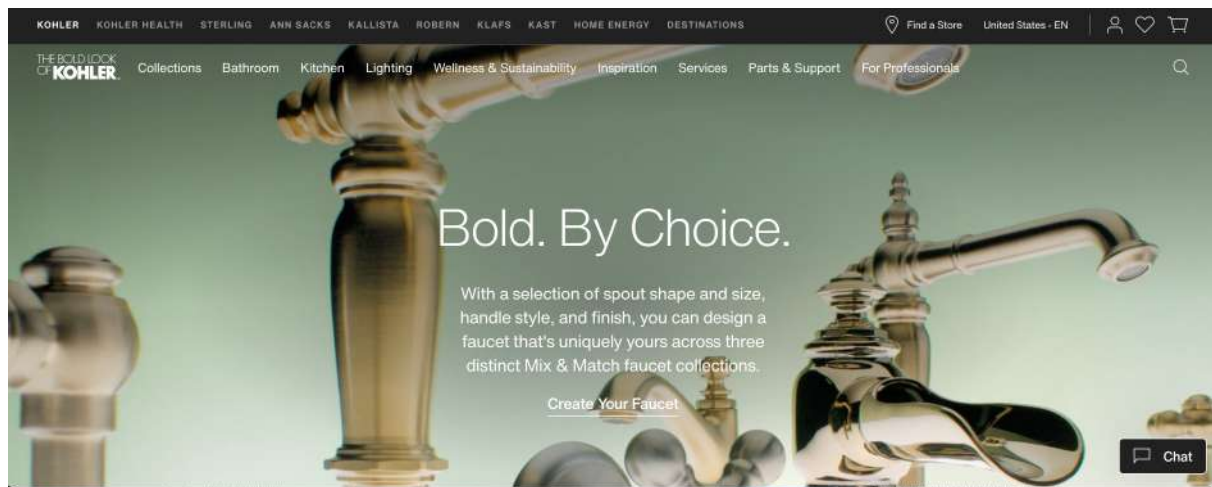 KOHLER KOHLER HEALTH STERLING ANN SACKS KALLISTA ROBERN KLAFS KAST HOME ENERGY DESTINATIONS Find a Store United States - EN
THE BOLD LOOK
OF KOHLER. Collections Bathroom Kitchen Lighting Wellness & Sustainability Inspiration Services Parts & Support For Professionals
Bold. By Choice.
With a selection of spout shape and size,
handle style, and finish, you can design a
faucet that's uniquely yours across three
distinct Mix & Match faucet collections.
Create Your Faucet
Chat